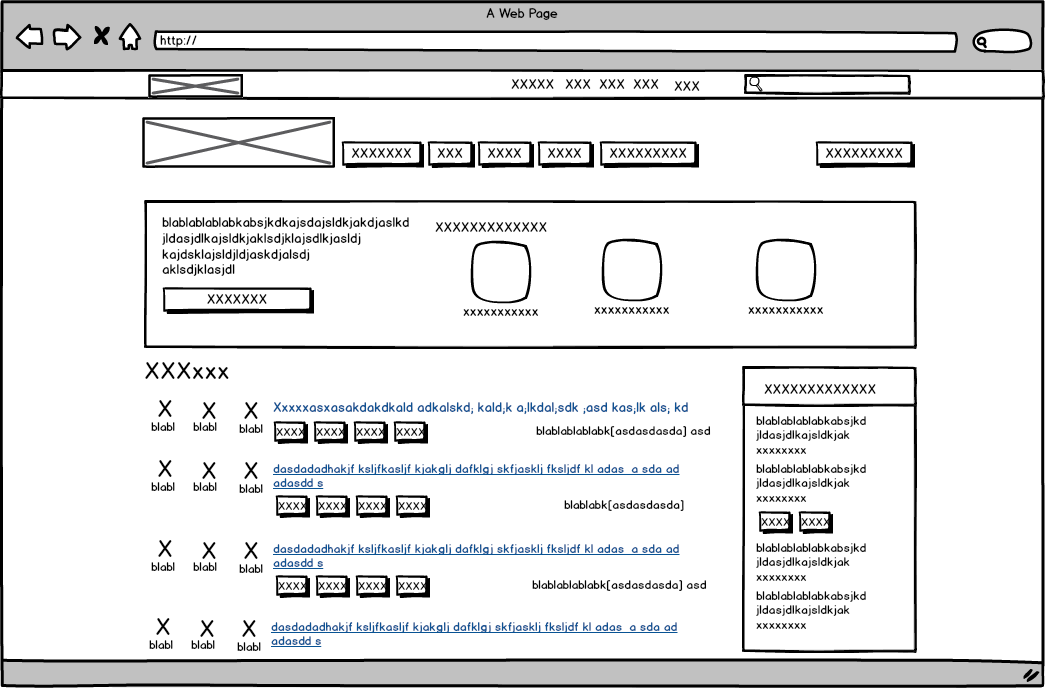 A Web Page
http://
XXXXX XXX XXX XXX XXX
XXXXXXX XXX XXXX XXXX XXXXXXXXX XXXXXXXXX
blablablablabkabsjkdkajsdajsldkjakdjaslkd
jldasjdlkajsldkjaklsdjklajsdlkjasldj
kajdsklajsldjldjaskdjalsdj
aklsdjklasjdl
XXXXXXX
XXXXXXXXXXXXX
xxxxxxxxxxx xxxxxxxxxxx xxxxxxxxxxx
XXXxxx
X X X
blabl blabl blabl
Xxxxxxasxasakdakdkald adkalskd; kald;k a;lkdal;sdk ;asd kas;lk als; kd
XXXX XXXX XXXX XXXX
blablablablabk[asdasdasda] asd
X X X
blabl blabl blabl
dasdadadhakjf ksljfkasljf kjakglj dafklgj skfjasklj fksljdf kl adas a sda ad
adasdd s
XXXX XXXX XXXX XXXX
blablabk[asdasdasda]
X X X
blabl blabl blabl
dasdadadhakjf ksljfkasljf kjakglj dafklgj skfjasklj fksljdf kl adas a sda ad
adasdd s
XXXX XXXX XXXX XXXX
blablablablabk[asdasdasda] asd
X X X
blabl blabl blabl
dasdadadhakjf ksljfkasljf kjakglj dafklgj skfjasklj fksljdf kl adas a sda ad
adasdd s
XXXXXXXXXXXXX
blablablablabkabsjkd
jldasjdlkajsldkjak
xxxxxxxx
blablablablabkabsjkd
jldasjdlkajsldkjak
xxxxxxxx
XXXX XXXX
blablablablabkabsjkd
jldasjdlkajsldkjak
xxxxxxxx
blablablablabkabsjkd
jldasjdlkajsldkjak
xxxxxxxx